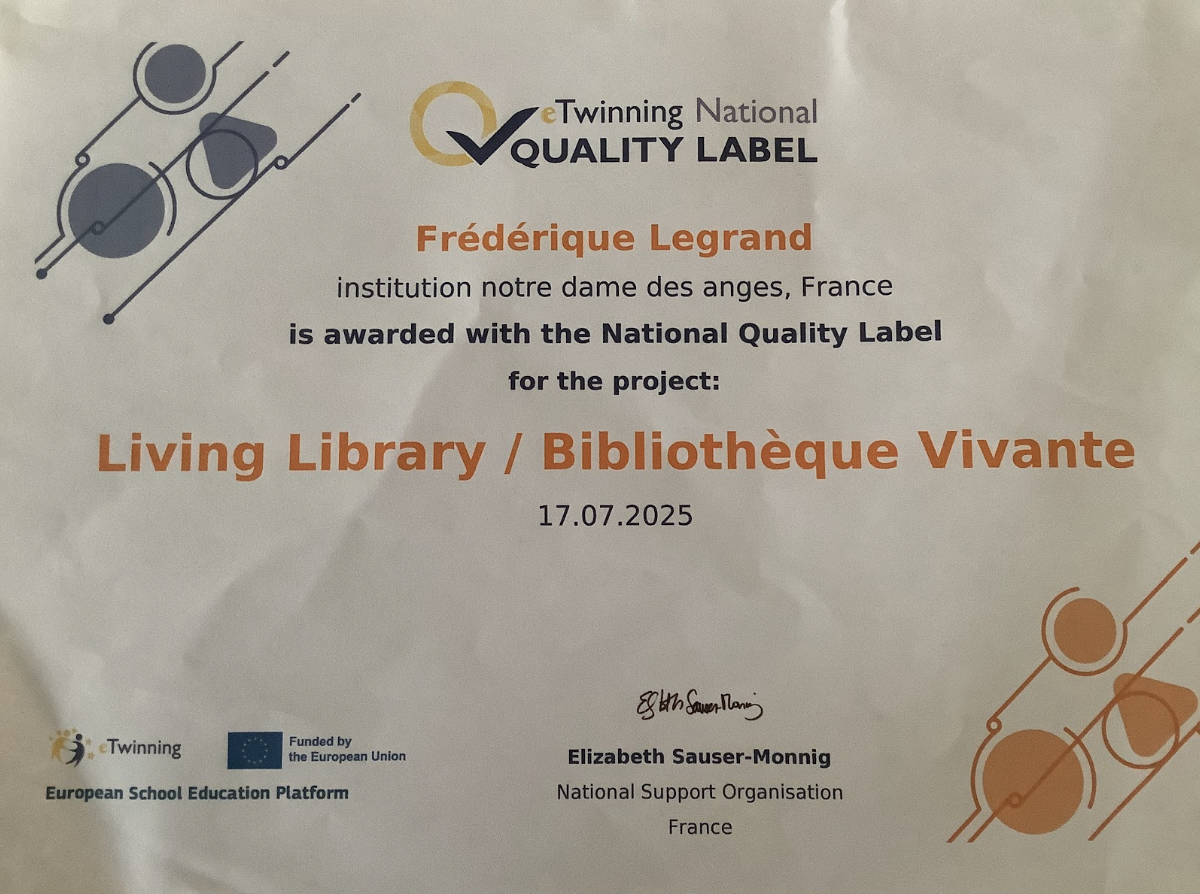 eTwinning National
QUALITY LABEL
Frédérique Legrand
institution notre dame des anges, France
is awarded with the National Quality Label
for the project:
Living Library / Bibliothèque Vivante
17.07.2025
eTwinning
Funded by
the European Union
European School Education Platform
Elizabeth Sauser-Monnig
National Support Organisation
France